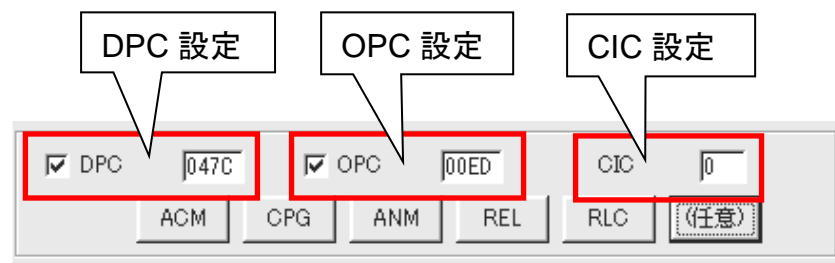 DPC 設定 OPC 設定 CIC 設定
DPC 047C OPC 00ED CIC 0
ACM CPG ANM REL RLC (任意)